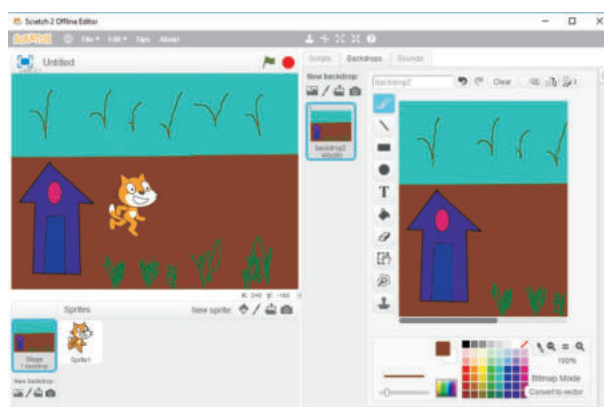 Scratch 2 Offline Editor
SCRATCH File Edit Tips About
Untitled
Scripts Backdrops Sounds
New backdrop:
backdrop2
480x360
backdrop2 Clear
T
X: 240 Y: -180
Sprites New sprite:
Stage
1 backdrop
Sprite1
New backdrop:
100%
Bitmap Mode
Convert to vector